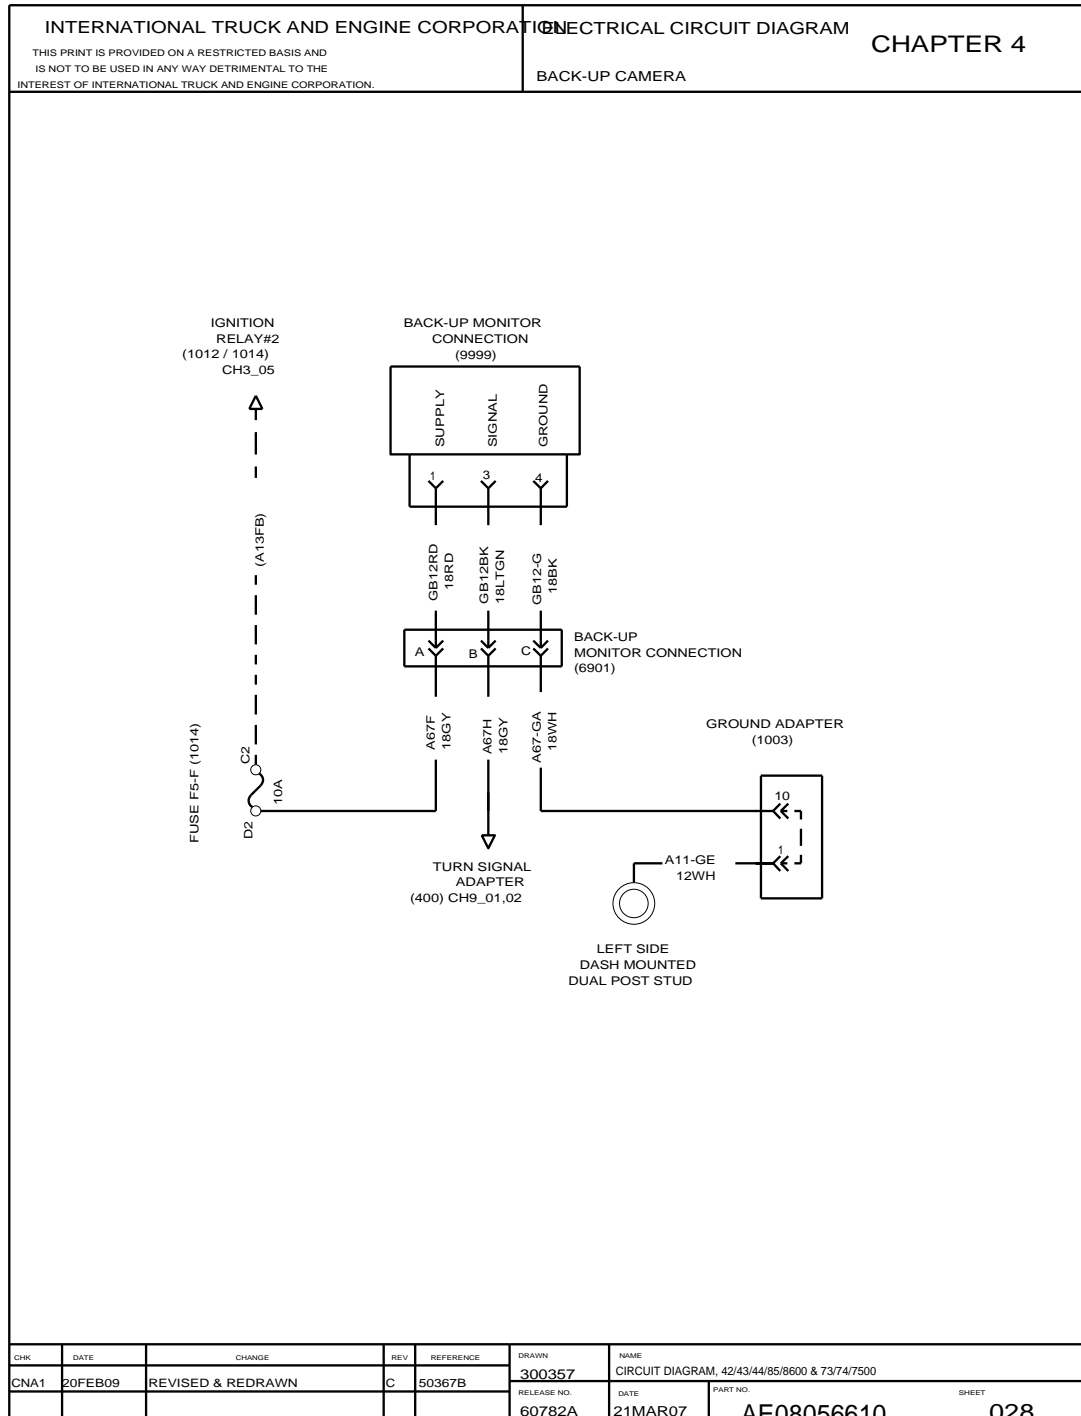 INTERNATIONAL TRUCK AND ENGINE CORPORATION
THIS PRINT IS PROVIDED ON A RESTRICTED BASIS AND
IS NOT TO BE USED IN ANY WAY DETRIMENTAL TO THE
INTEREST OF INTERNATIONAL TRUCK AND ENGINE CORPORATION.
ELECTRICAL CIRCUIT DIAGRAM
BACK-UP CAMERA
CHAPTER 4
IGNITION
RELAY#2
(1012 / 1014)
CH3_05
BACK-UP MONITOR
CONNECTION
(9999)
SUPPLY
SIGNAL
GROUND
1
3
4
(A13FB)
GB12RD
18RD
GB12BK
18LTGN
GB12-G
18BK
A
B
C
BACK-UP
MONITOR CONNECTION
(6901)
A67F
18GY
A67H
18GY
A67-GA
18WH
FUSE F5-F (1014)
C2
10A
D2
GROUND ADAPTER
(1003)
10
1
A11-GE
12WH
TURN SIGNAL
ADAPTER
(400) CH9_01,02
LEFT SIDE
DASH MOUNTED
DUAL POST STUD
CHK DATE CHANGE REV REFERENCE
CNA1 20FEB09 REVISED & REDRAWN C 50367B
DRAWN
300357
NAME
CIRCUIT DIAGRAM, 42/43/44/85/8600 & 73/74/7500
RELEASE NO.
60782A
DATE
21MAR07
PART NO.
AE08056610
SHEET
028